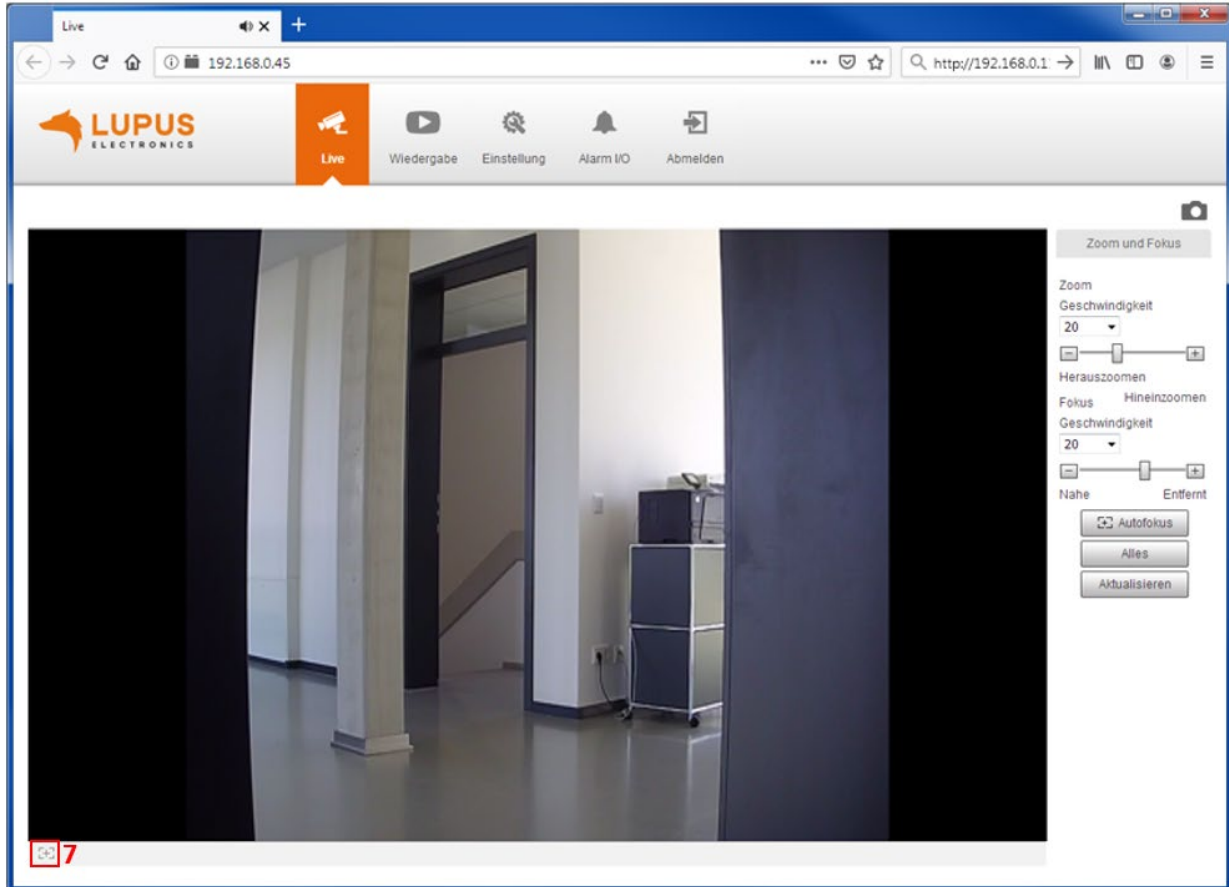 Live
192.168.0.45
http://192.168.0.1
LUPUS
ELECTRONICS
Live
Wiedergabe
Einstellung
Alarm I/O
Abmelden
Zoom und Fokus
Zoom
Geschwindigkeit
20
Herauszoomen
Hineinzoomen
Fokus
Geschwindigkeit
20
Nahe
Entfernt
Autofokus
Alles
Aktualisieren
7